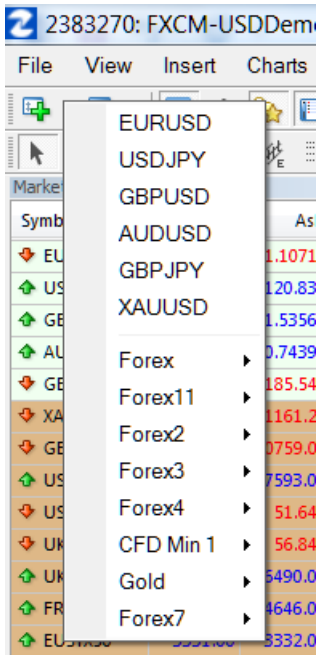 2383270: FXCM-USDDem
File View Insert Charts
E
Marke
Symb As
EURUSD
USDJPY
GBPUSD
AUDUSD
GBPJPY
XAUUSD
Forex
Forex11
Forex2
Forex3
Forex4
CFD Min 1
Gold
Forex7
EU 1.1071
US 120.83
GE 1.5356
AU 0.7439
GE 185.54
XA 1161.2
GE 0759.0
US 7593.0
US 51.64
UK 56.84
UK 6490.0
FR 4646.0
3332.0